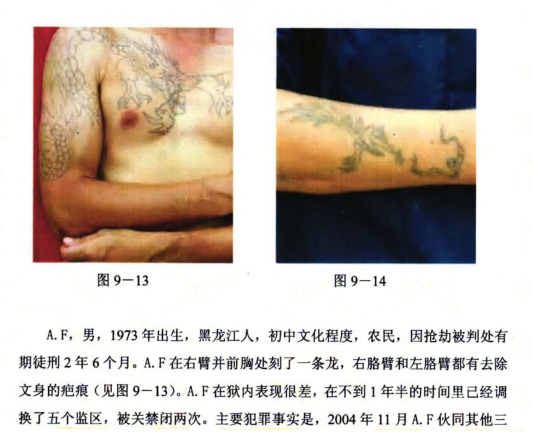 图 9-13
图 9-14
A.F，男，1973 年出生，黑龙江人，初中文化程度，农民，因抢劫被判处有
期徒刑 2 年 6 个月。A.F 在右臂并前胸处刻了一条龙，右胳臂和左胳臂都有去除
文身的疤痕（见图 9-13）。A.F 在狱内表现很差，在不到 1 年半的时间里已经调
换了五个监区，被关禁闭两次。主要犯罪事实是，2004 年 11 月 A.F 伙同其他三